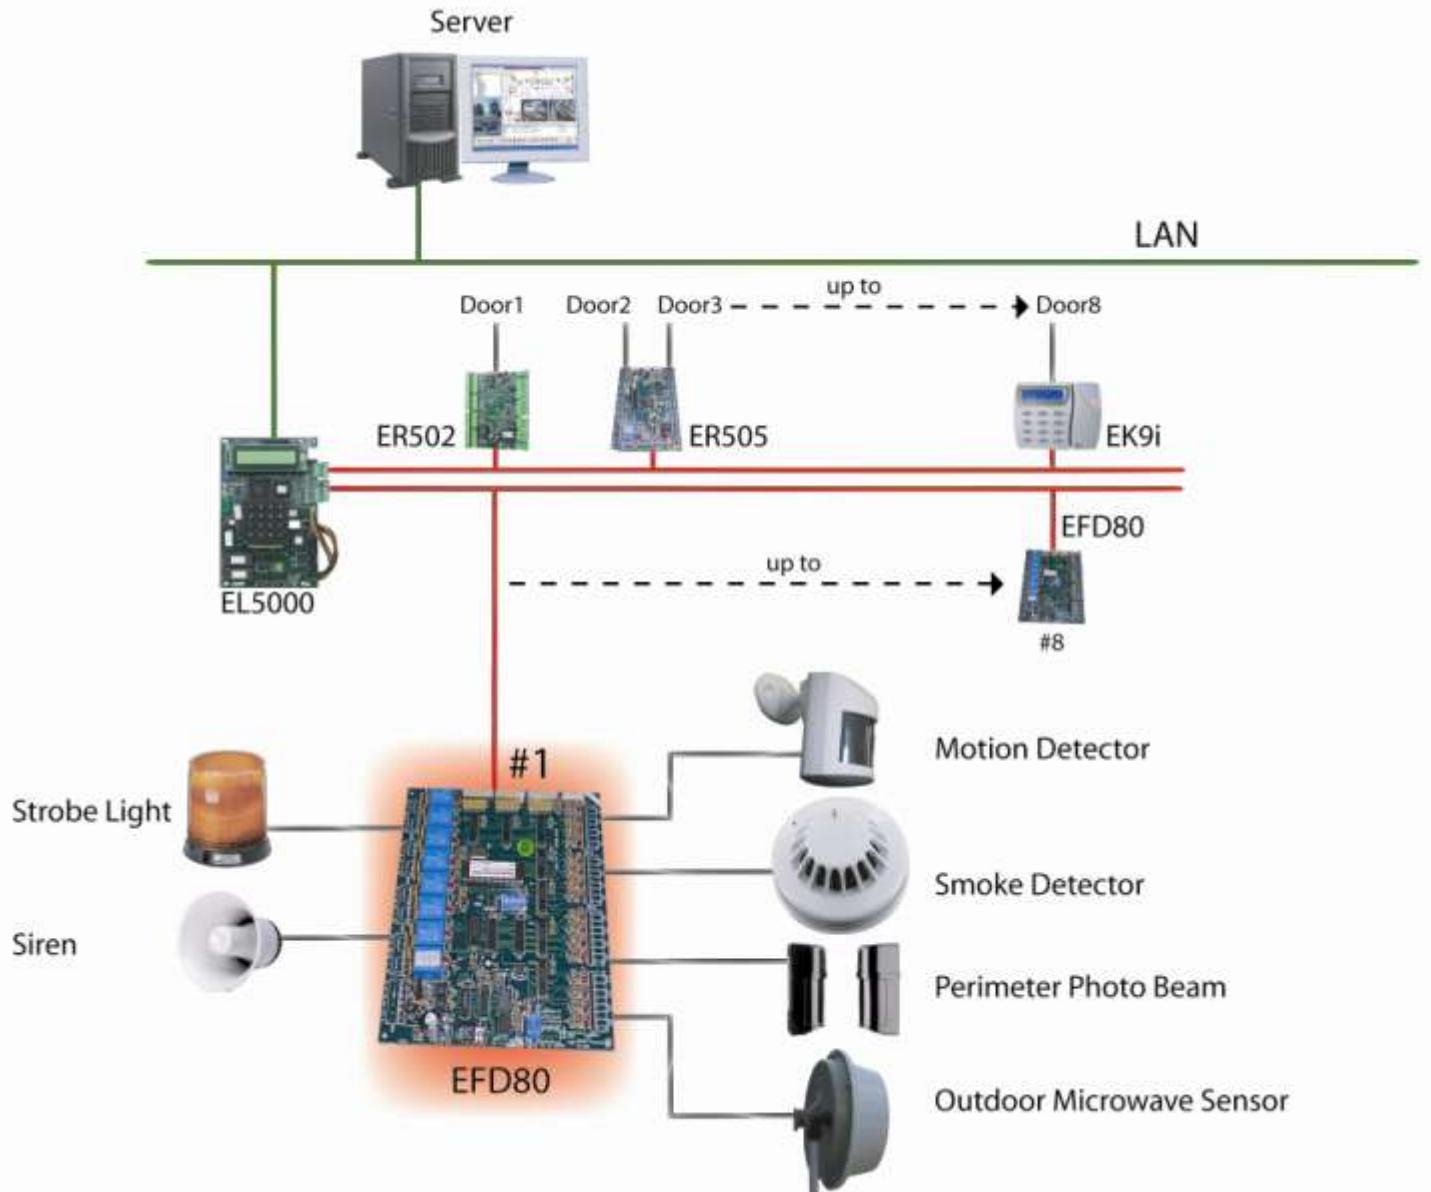 Server
LAN
up to
Door1
Door2
Door3
Door8
ER502
ER505
EK9i
EFD80
up to
EL5000
#8
#1
Motion Detector
Strobe Light
Smoke Detector
Siren
Perimeter Photo Beam
EFD80
Outdoor Microwave Sensor